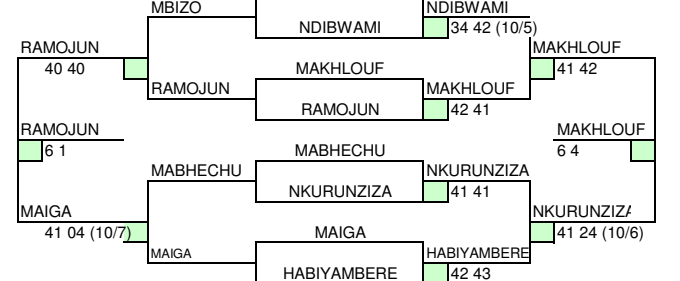 MBIZO NDIBWAMI
NDIBWAMI 34 42 (10/5)
RAMOJUN MAKHLOUF
40 40 MAKHLOUF 41 42
RAMOJUN MAKHLOUF
RAMOJUN 42 41
RAMOJUN MAKHLOUF
6 1 MABHECHU 6 4
MABHECHU NKURUNZIZA
NKURUNZIZA 41 41
MAIGA NKURUNZIZA
41 04 (10/7) MAIGA 41 24 (10/6)
MAIGA HABIYAMBERE
HABIYAMBERE 42 43